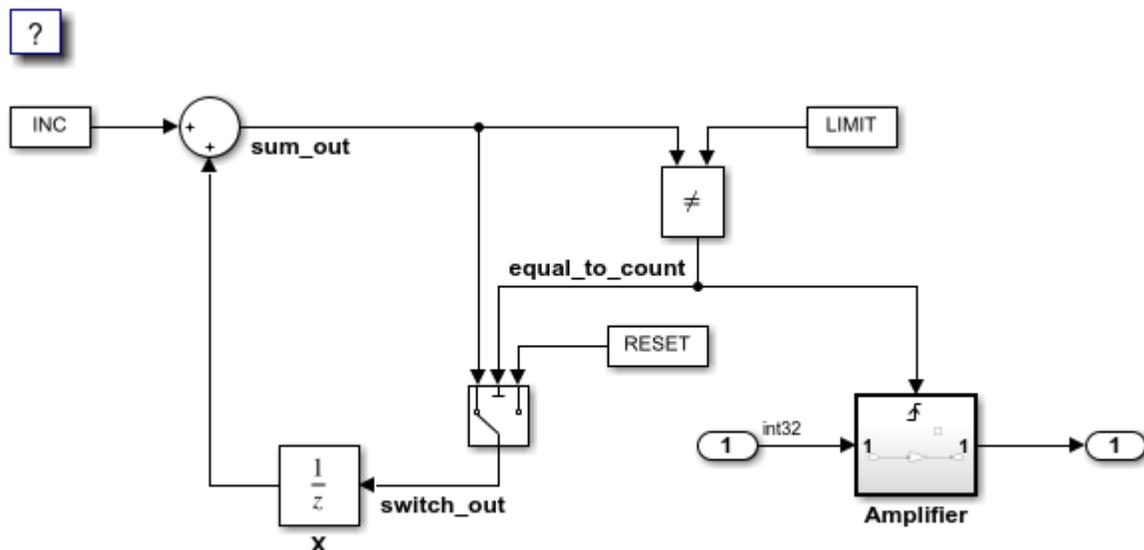 ?
INC
+
+
sum_out
LIMIT
≠
equal_to_count
RESET
1
int32
1
1
1
Amplifier
1
z
switch_out
X